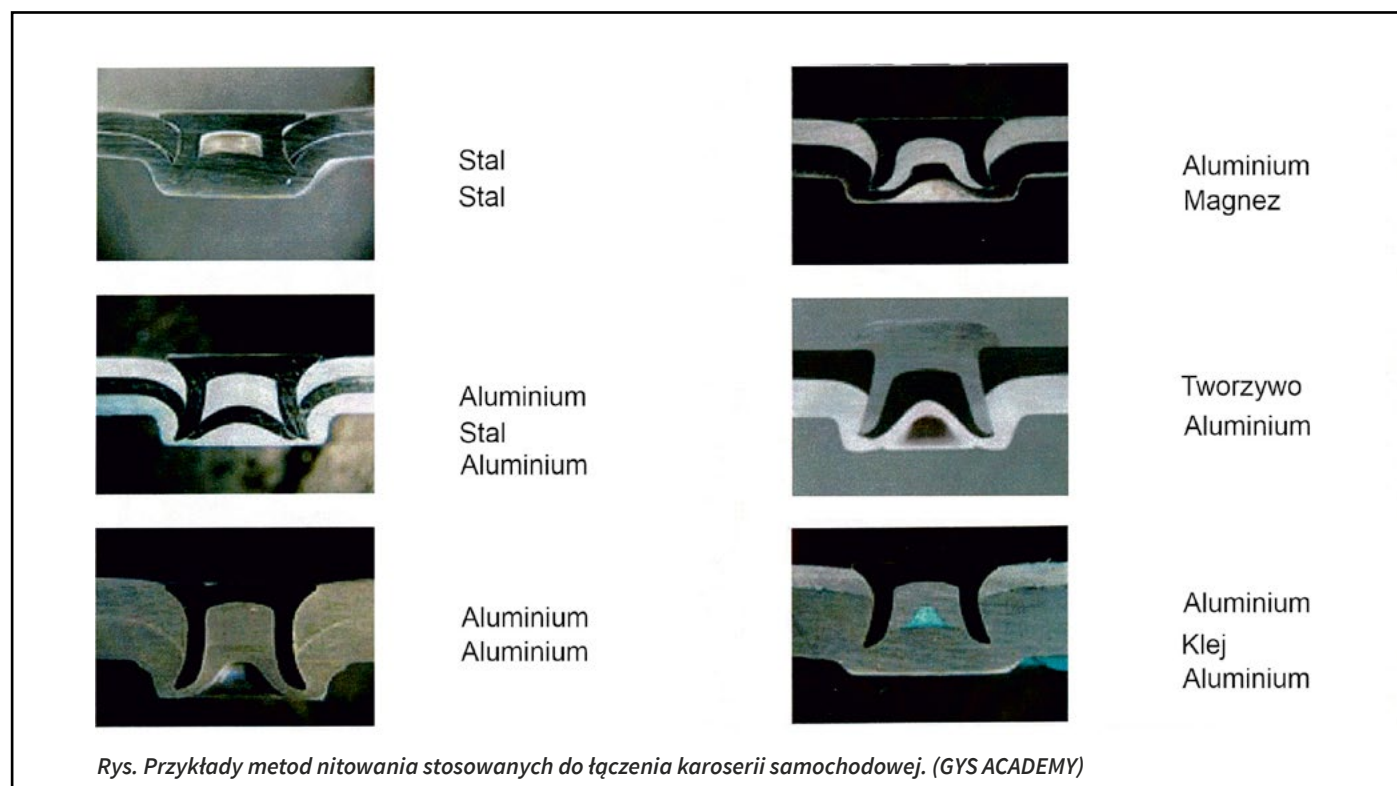 Stal
Stal
Aluminium
Magnez
Aluminium
Stal
Aluminium
Tworzywo
Aluminium
Aluminium
Aluminium
Aluminium
Klej
Aluminium
Rys. Przykłady metod nitowania stosowanych do łączenia karoserii samochodowej. (GYS ACADEMY)